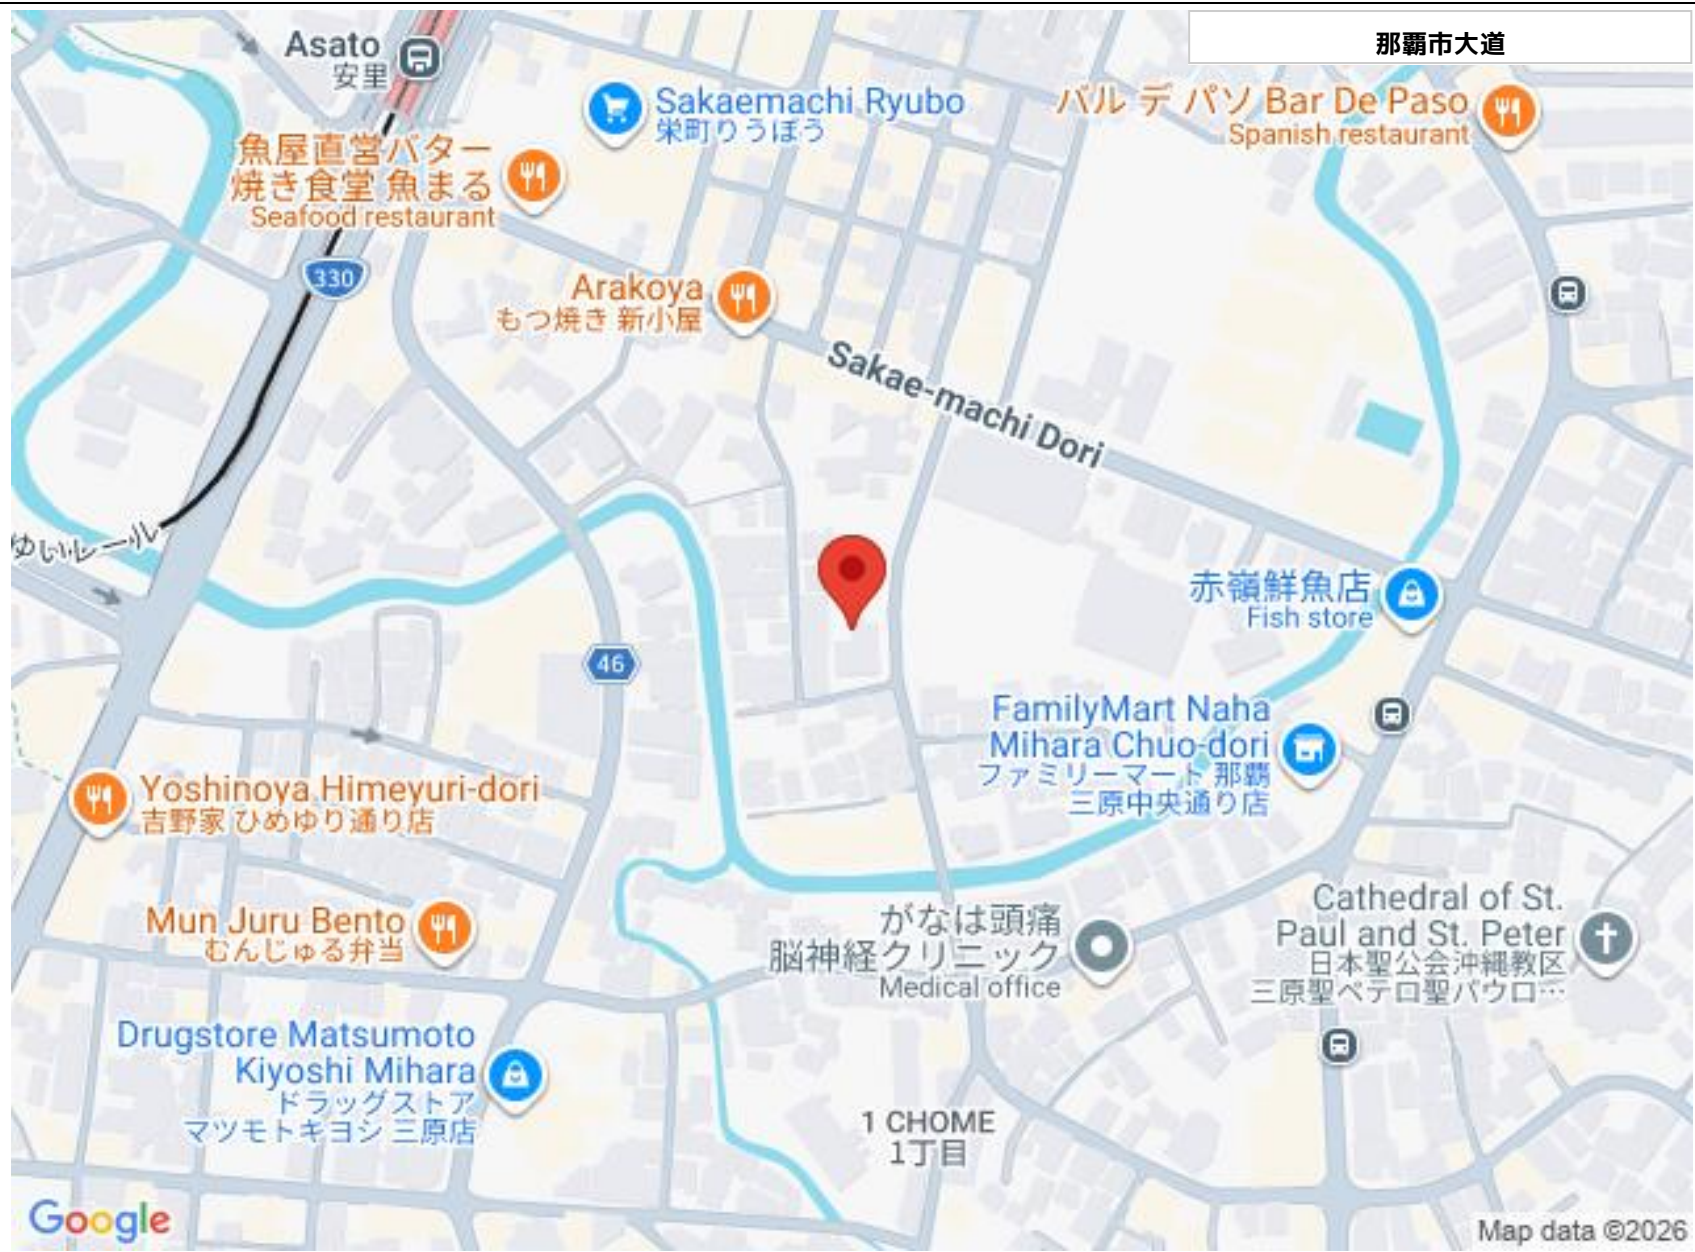 那覇市大道
Asato
安里
Sakaemachi Ryubo
栄町りうぼう
バル デ パソ Bar De Paso
Spanish restaurant
魚屋直営バター
焼き食堂 魚まる
Seafood restaurant
330
Arakoya
もつ焼き 新小屋
Sakae-machi Dori
ゆいレール
赤嶺鮮魚店
Fish store
46
FamilyMart Naha
Mihara Chuo-dori
ファミリーマート 那覇
三原中央通り店
Yoshinoya Himeyuri-dori
吉野家 ひめゆり通り店
Mun Juru Bento
むんじゅる弁当
がなは頭痛
脳神経クリニック
Medical office
Cathedral of St.
Paul and St. Peter
日本聖公会沖縄教区
三原聖ペテロ聖パウロ…
Drugstore Matsumoto
Kiyoshi Mihara
ドラッグストア
マツモトキヨシ 三原店
1 CHOME
1丁目
Google
Map data ©2026